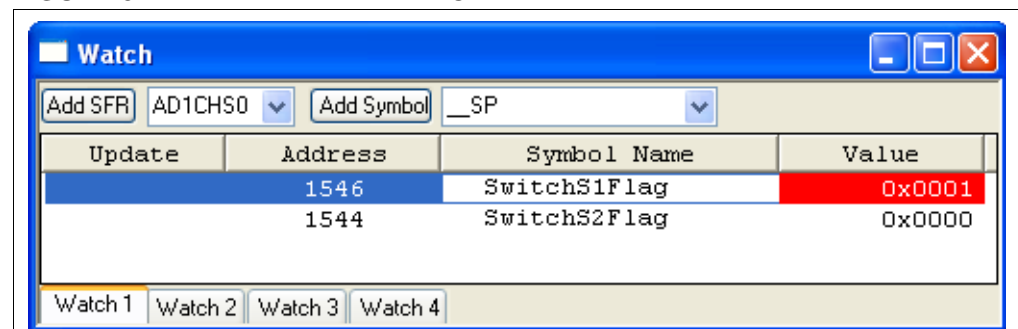 Watch
Add SFR AD1CHS0 Add Symbol __SP
Update Address Symbol Name Value
1546 SwitchS1Flag 0x0001
1544 SwitchS2Flag 0x0000
Watch 1 Watch 2 Watch 3 Watch 4